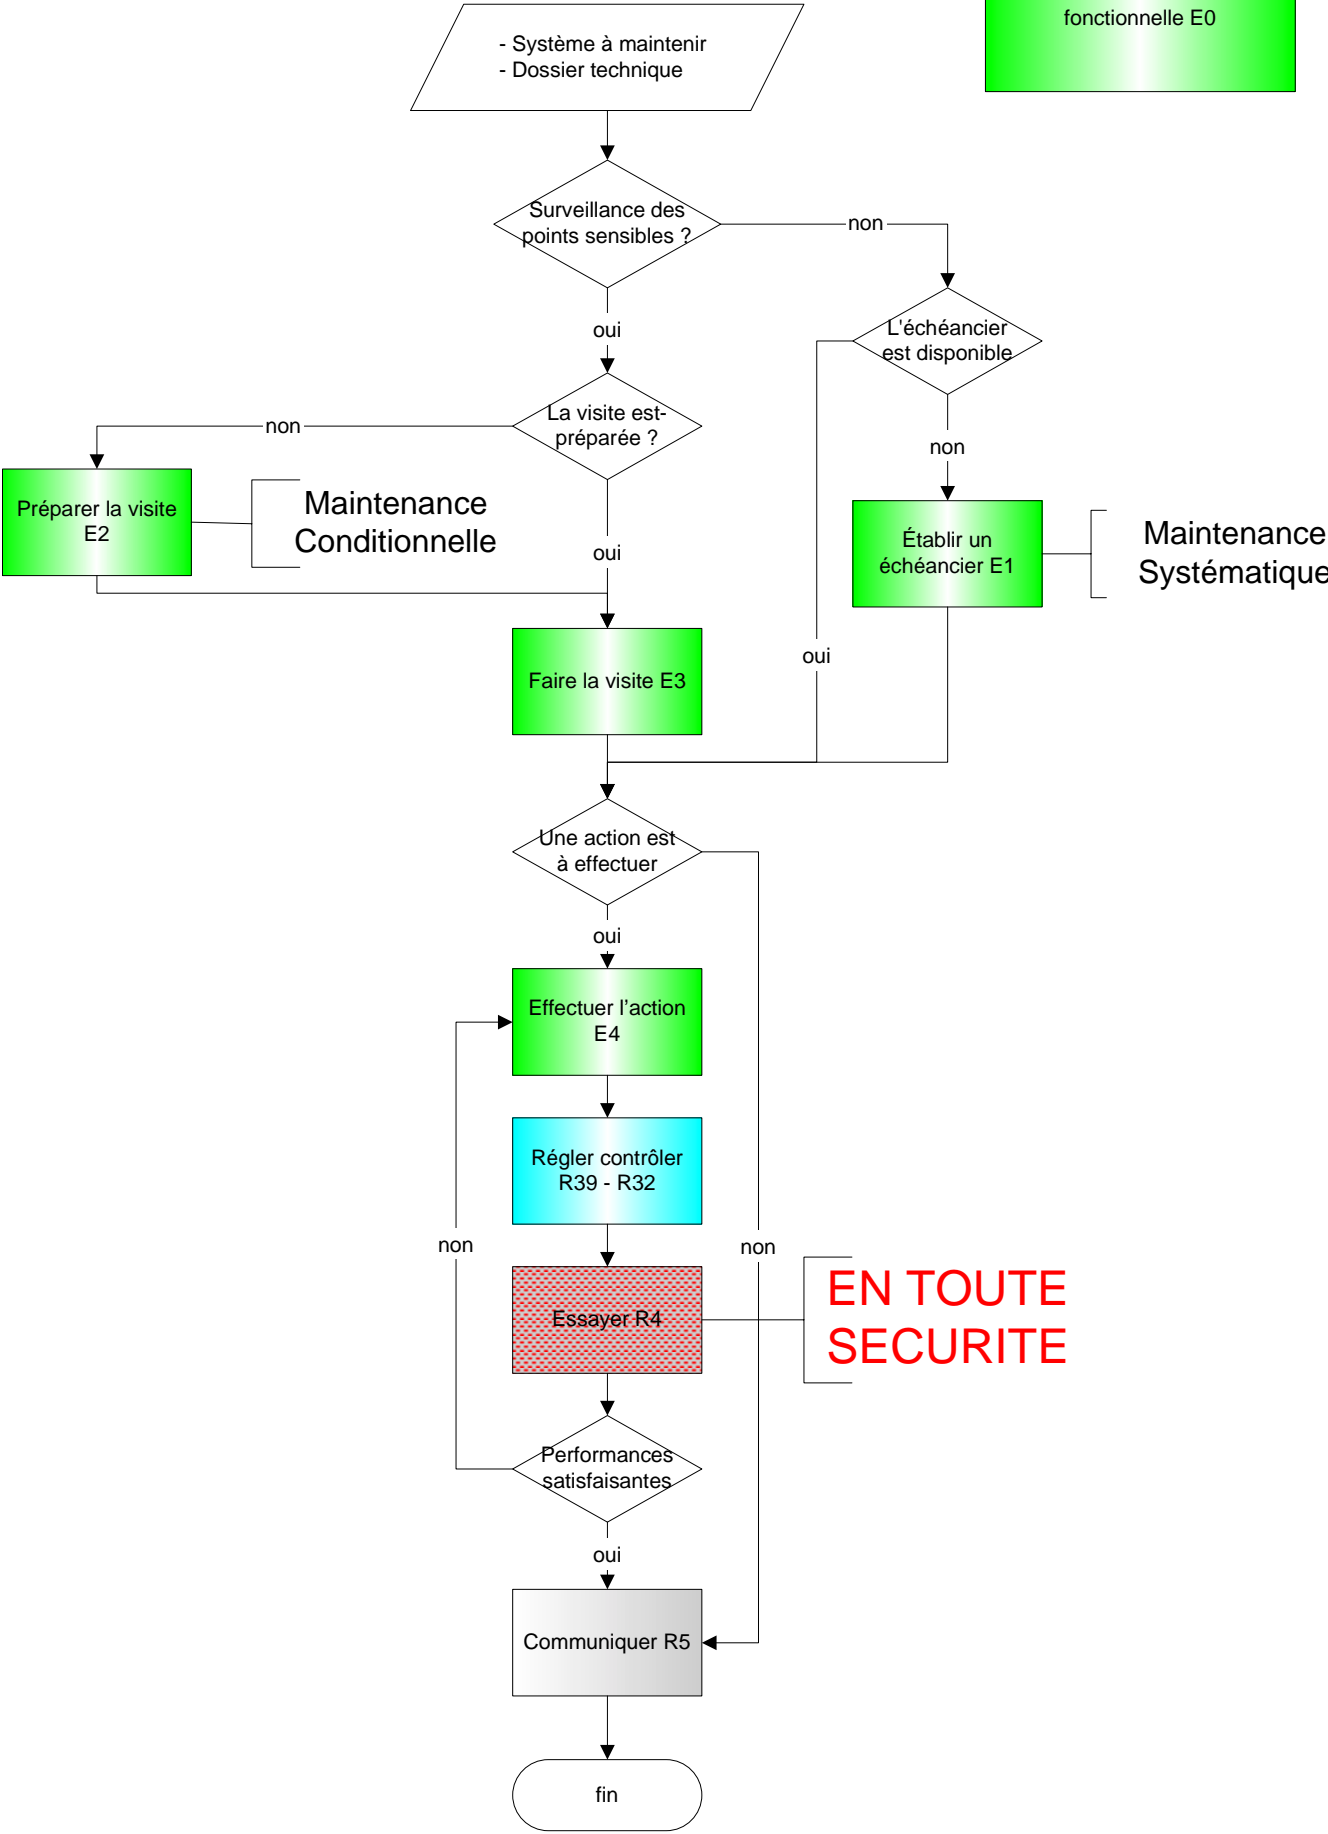 fonctionnelle E0
- Système à maintenir
- Dossier technique
Surveillance des
points sensibles ?
non
oui
L'échéancier
est disponible
La visite est-
préparée ?
non
non
Préparer la visite
E2
Maintenance
Conditionnelle
oui
Établir un
échéancier E1
Maintenance
Systématique
oui
Faire la visite E3
Une action est
à effectuer
oui
Effectuer l’action
E4
Régler contrôler
R39 - R32
non
non
Essayer R4
EN TOUTE
SECURITE
Performances
satisfaisantes
oui
Communiquer R5
fin